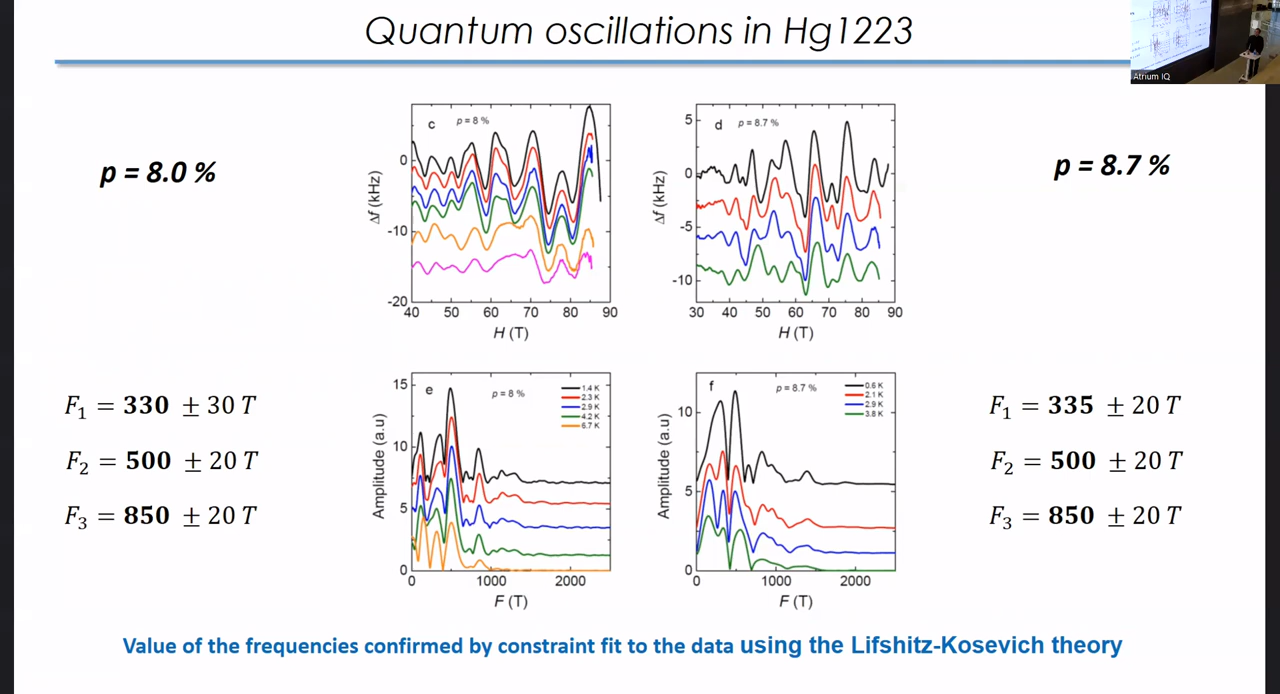 Quantum oscillations in Hg1223
Atrium IQ
p = 8.0 %
p = 8.7 %
c p = 8 %
0
-10
-20
Δf (kHz)
40 50 60 70 80 90
H (T)
d p = 8.7 %
5
0
-5
-10
Δf (kHz)
30 40 50 60 70 80 90
H (T)
F₁ = 330 ± 30 T
F₂ = 500 ± 20 T
F₃ = 850 ± 20 T
e p = 8 %
1.4 K
2.3 K
2.9 K
4.2 K
6.7 K
15
10
5
0
Amplitude (a.u)
0 1000 2000
F (T)
f p = 8.7 %
0.6 K
2.1 K
2.9 K
3.8 K
10
5
0
Amplitude (a.u)
0 1000 2000
F (T)
F₁ = 335 ± 20 T
F₂ = 500 ± 20 T
F₃ = 850 ± 20 T
Value of the frequencies confirmed by constraint fit to the data using the Lifshitz-Kosevich theory